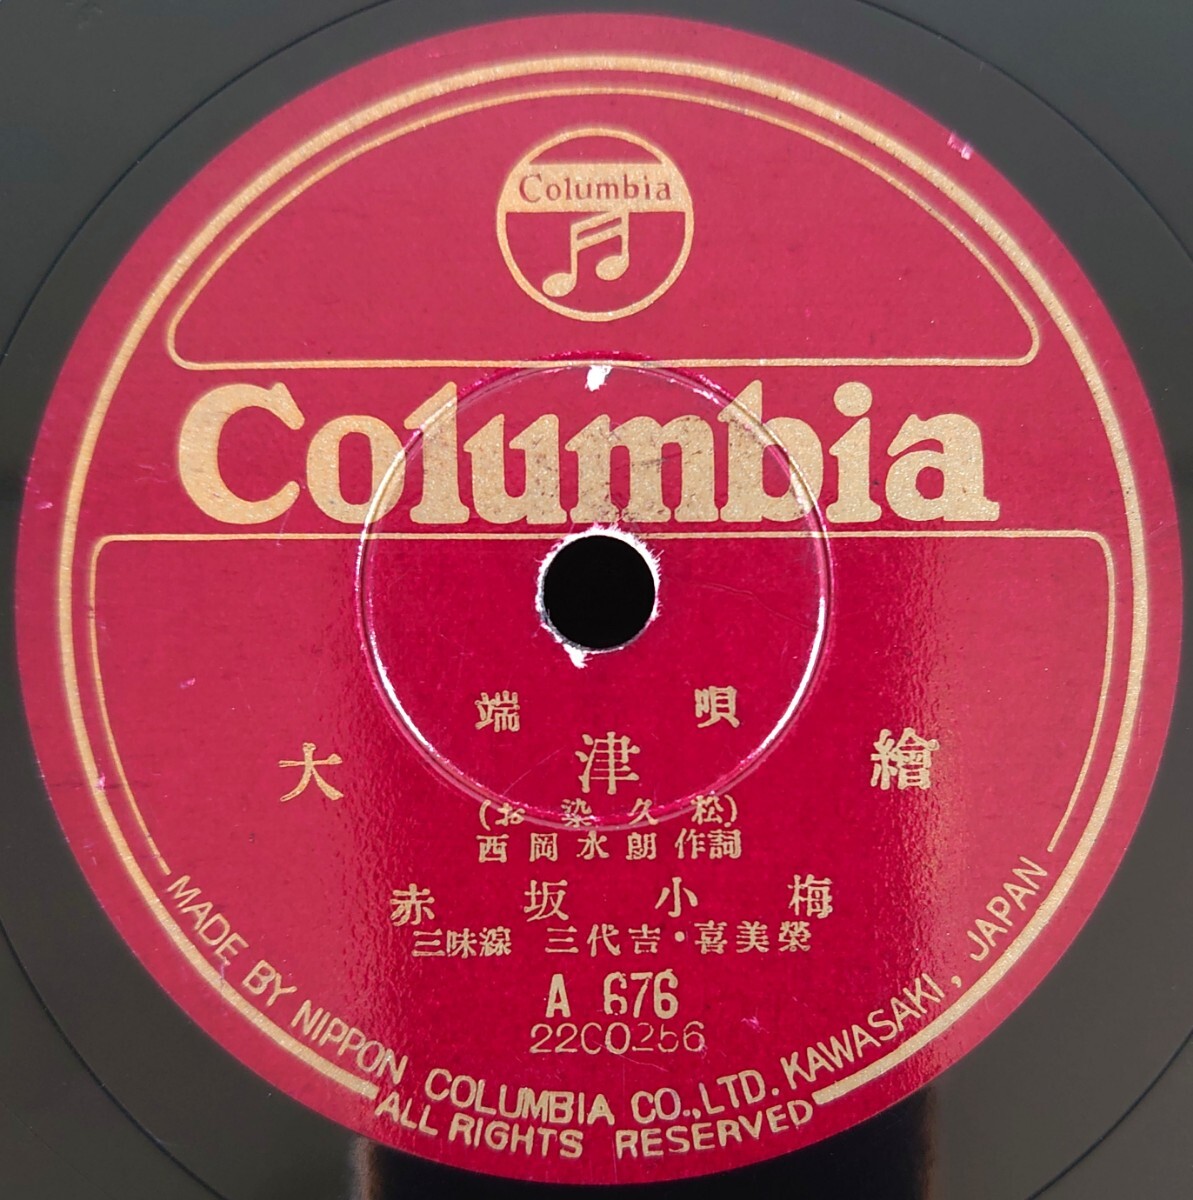 Columbia
Columbia
端唄
大津繪
(お染久松)
西岡水朗作詞
赤坂小梅
三味線 三代吉・喜美榮
A 676
2200256
MADE BY NIPPON COLUMBIA CO.,LTD. KAWASAKI, JAPAN
ALL RIGHTS RESERVED